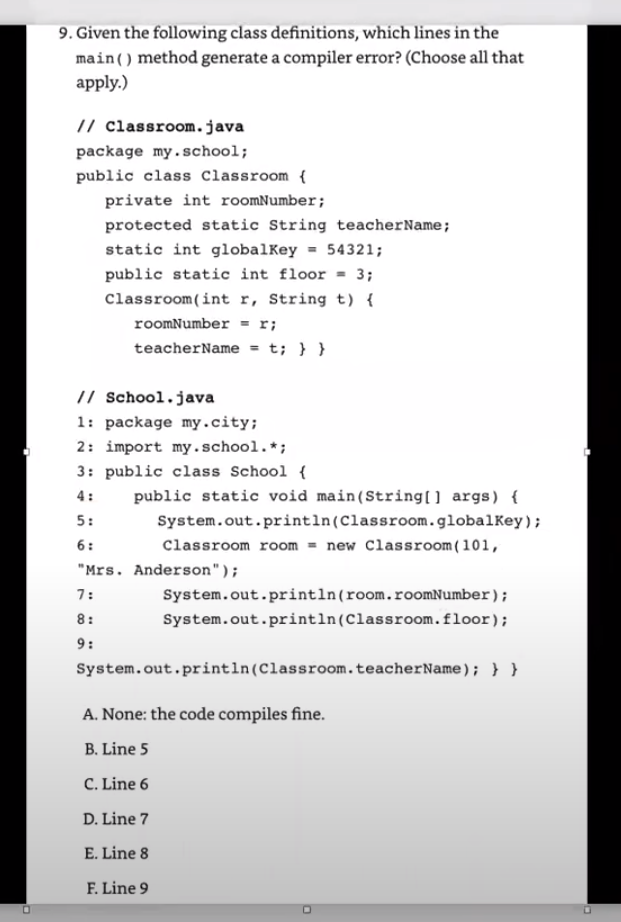 9. Given the following class definitions, which lines in the
main() method generate a compiler error? (Choose all that
apply.)
// Classroom.java
package my.school;
public class Classroom {
private int roomNumber;
protected static String teacherName;
static int globalKey = 54321;
public static int floor = 3;
Classroom(int r, String t) {
roomNumber = r;
teacherName = t; } }
// School.java
1: package my.city;
2: import my.school.*;
3: public class School {
4: public static void main(String[] args) {
5: System.out.println(Classroom.globalKey);
6: Classroom room = new Classroom(101,
"Mrs. Anderson");
7: System.out.println(room.roomNumber);
8: System.out.println(Classroom.floor);
9:
System.out.println(Classroom.teacherName); } }
A. None: the code compiles fine.
B. Line 5
C. Line 6
D. Line 7
E. Line 8
F. Line 9